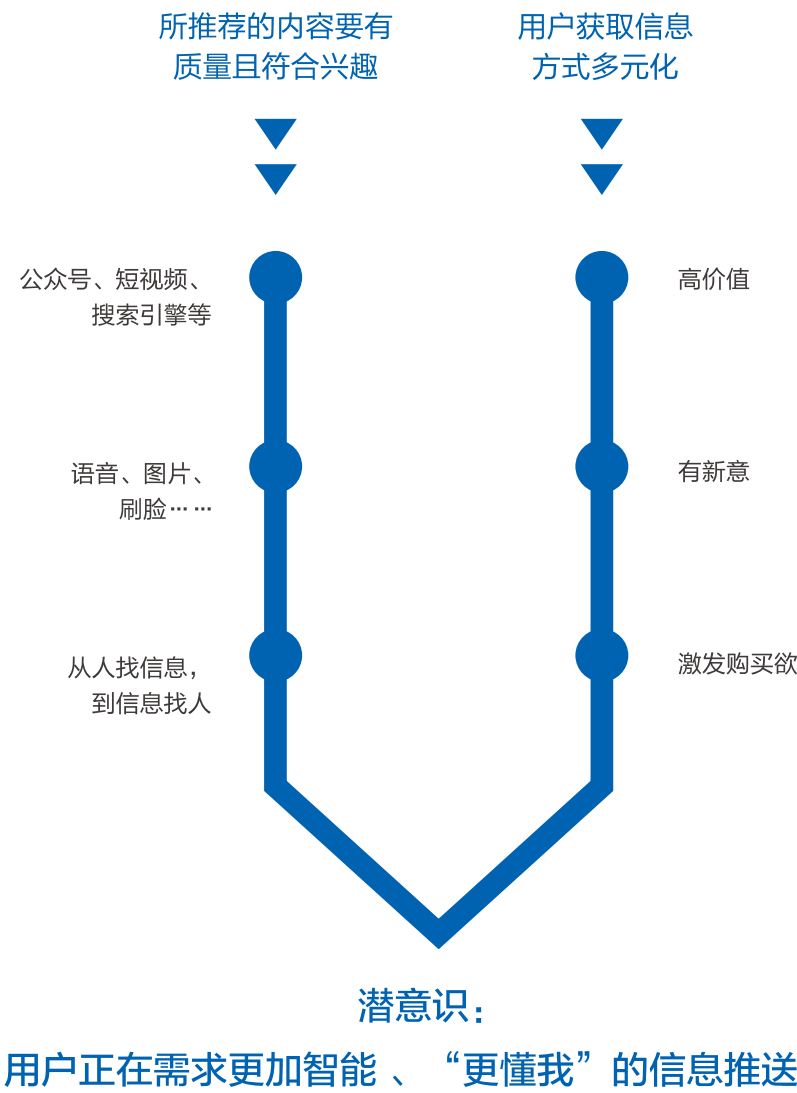 所推荐的内容要有
质量且符合兴趣
用户获取信息
方式多元化
公众号、短视频、
搜索引擎等
语音、图片、
刷脸……
从人找信息，
到信息找人
高价值
有新意
激发购买欲
潜意识：
用户正在需求更加智能 、“更懂我”的信息推送